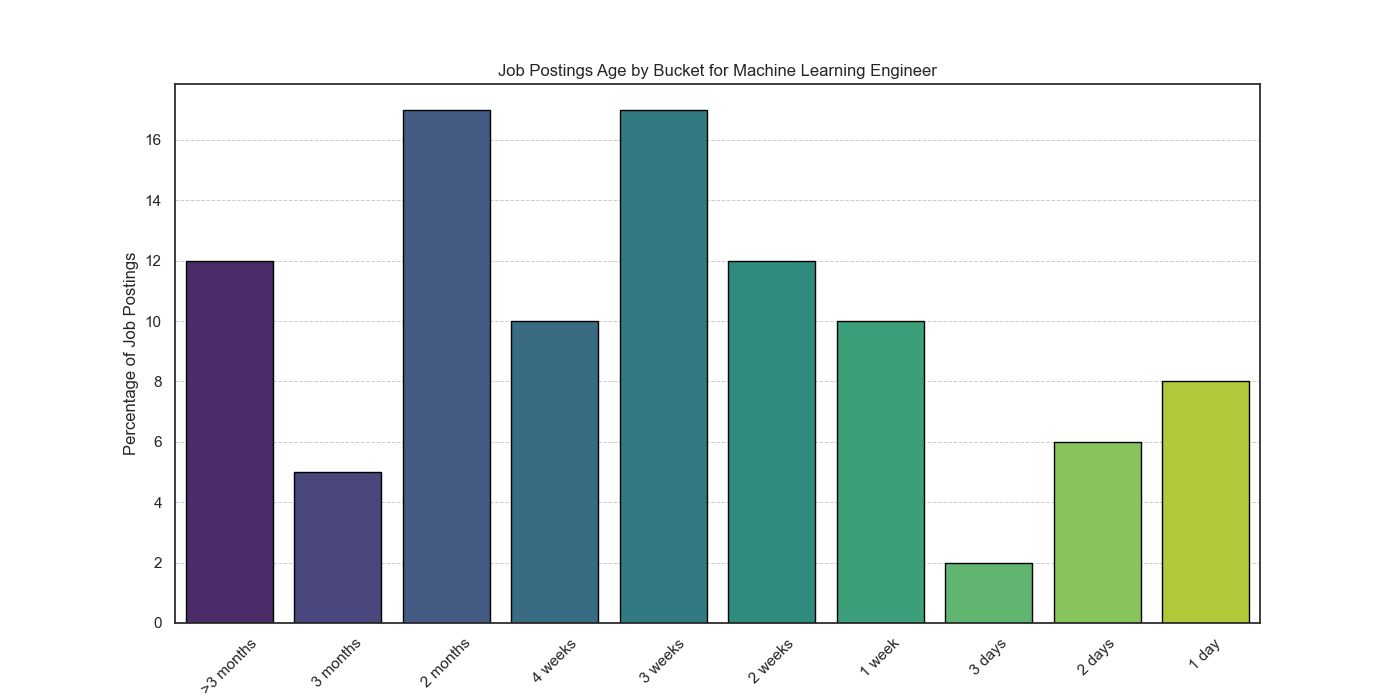 Job Postings Age by Bucket for Machine Learning Engineer
Percentage of Job Postings
16
14
12
10
8
6
4
2
0
>3 months
3 months
2 months
4 weeks
3 weeks
2 weeks
1 week
3 days
2 days
1 day